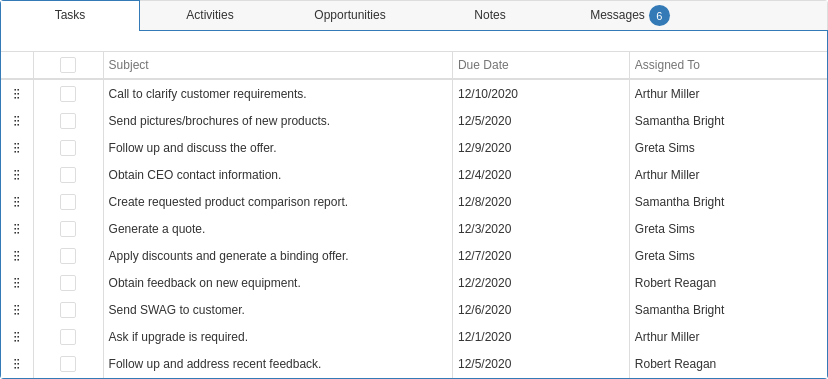 Tasks Activities Opportunities Notes Messages 6
Subject Due Date Assigned To
Call to clarify customer requirements. 12/10/2020 Arthur Miller
Send pictures/brochures of new products. 12/5/2020 Samantha Bright
Follow up and discuss the offer. 12/9/2020 Greta Sims
Obtain CEO contact information. 12/4/2020 Arthur Miller
Create requested product comparison report. 12/8/2020 Samantha Bright
Generate a quote. 12/3/2020 Greta Sims
Apply discounts and generate a binding offer. 12/7/2020 Greta Sims
Obtain feedback on new equipment. 12/2/2020 Robert Reagan
Send SWAG to customer. 12/6/2020 Samantha Bright
Ask if upgrade is required. 12/1/2020 Arthur Miller
Follow up and address recent feedback. 12/5/2020 Robert Reagan